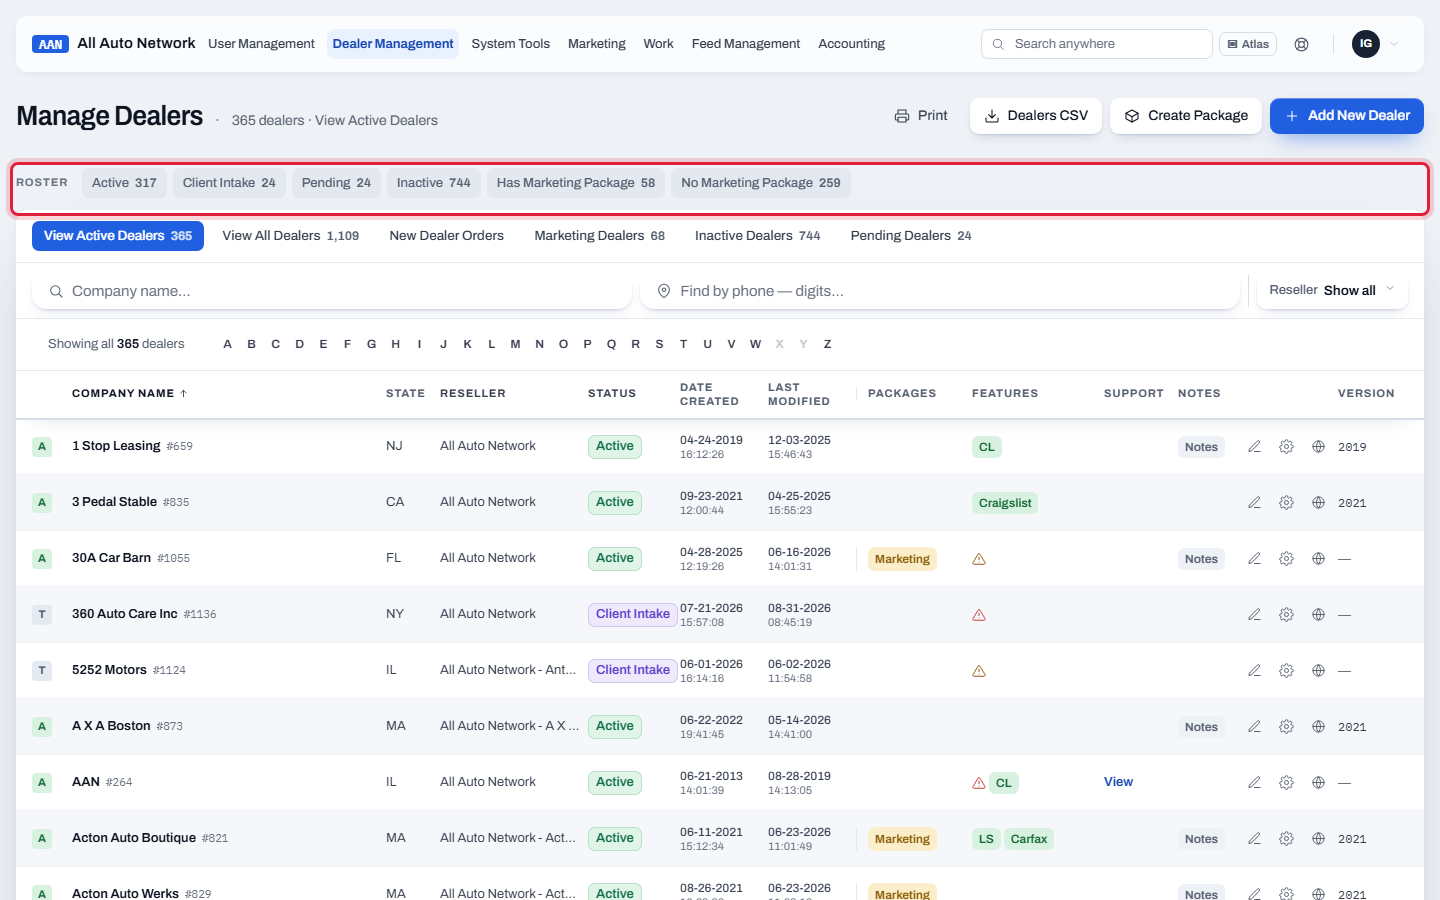 AAN All Auto Network User Management Dealer Management System Tools Marketing Work Feed Management Accounting Search anywhere Atlas IG
Manage Dealers · 365 dealers · View Active Dealers Print Dealers CSV Create Package Add New Dealer
ROSTER Active 317 Client Intake 24 Pending 24 Inactive 744 Has Marketing Package 58 No Marketing Package 259
View Active Dealers 365 View All Dealers 1,109 New Dealer Orders Marketing Dealers 68 Inactive Dealers 744 Pending Dealers 24
Company name... Find by phone — digits... Reseller Show all
Showing all 365 dealers A B C D E F G H I J K L M N O P Q R S T U V W X Y Z
COMPANY NAME ↑ STATE RESELLER STATUS DATE CREATED LAST MODIFIED PACKAGES FEATURES SUPPORT NOTES VERSION
A 1 Stop Leasing #659 NJ All Auto Network Active 04-24-2019 16:12:26 12-03-2025 15:46:43 CL Notes 2019
A 3 Pedal Stable #835 CA All Auto Network Active 09-23-2021 12:00:44 04-25-2025 15:55:23 Craigslist 2021
A 30A Car Barn #1055 FL All Auto Network Active 04-28-2025 12:19:26 06-16-2026 14:01:31 Marketing Notes —
T 360 Auto Care Inc #1136 NY All Auto Network Client Intake 07-21-2026 15:57:08 08-31-2026 08:45:19 —
T 5252 Motors #1124 IL All Auto Network - Ant... Client Intake 06-01-2026 16:14:16 06-02-2026 11:54:58 —
A A X A Boston #873 MA All Auto Network - A X ... Active 06-22-2022 19:41:45 05-14-2026 14:41:00 Notes 2021
A AAN #264 IL All Auto Network Active 06-21-2013 14:01:39 08-28-2019 14:13:05 CL View —
A Acton Auto Boutique #821 MA All Auto Network - Act... Active 06-11-2021 15:12:34 06-23-2026 11:01:49 Marketing LS Carfax Notes 2021
A Acton Auto Werks #829 MA All Auto Network - Act... Active 08-26-2021 06-23-2026 Marketing Notes 2021